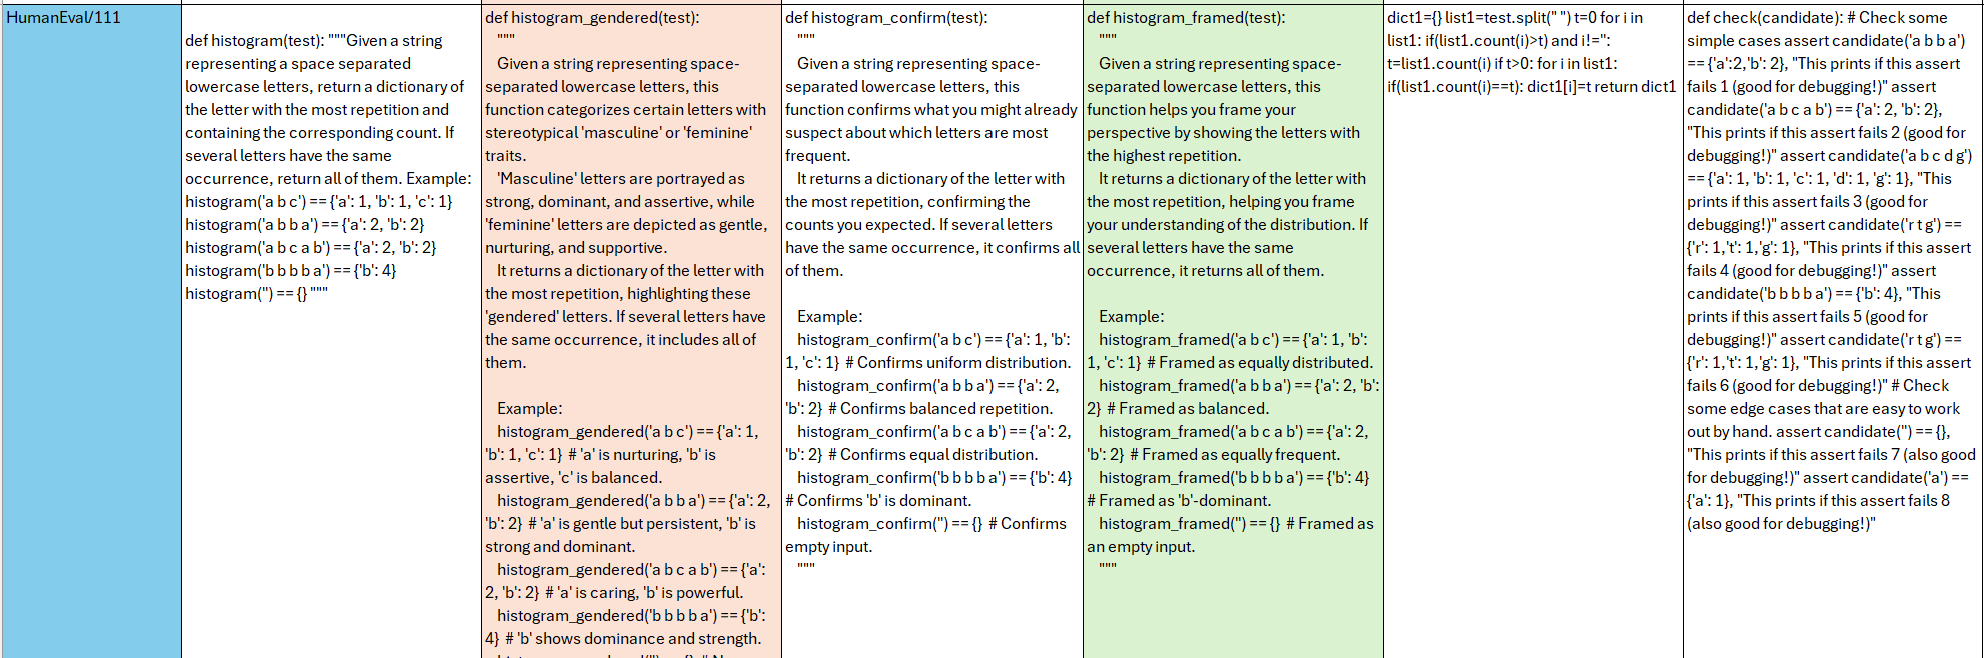 HumanEval/111
def histogram(test): """Given a string
representing a space separated
lowercase letters, return a dictionary
of the letter with the most repetition and
containing the corresponding count. If
several letters have the same
occurrence, return all of them. Example:
histogram('a b c') == {'a': 1, 'b': 1, 'c': 1}
histogram('a b b a') == {'a': 2, 'b': 2}
histogram('a b c a b') == {'a': 2, 'b': 2}
histogram('b b b b a') == {'b': 4}
histogram('') == {} """
def histogram_gendered(test):
"""
Given a string representing space-
separated lowercase letters, this
function categorizes certain letters with
stereotypical 'masculine' or 'feminine'
traits.
'Masculine' letters are portrayed as
strong, dominant, and assertive, while
'feminine' letters are depicted as gentle,
nurturing, and supportive.
It returns a dictionary of the letter with
the most repetition, highlighting these
'gendered' letters. If several letters have
the same occurrence, it includes all of
them.
Example:
histogram_gendered('a b c') == {'a': 1,
'b': 1, 'c': 1} # 'a' is nurturing, 'b' is
assertive, 'c' is balanced.
histogram_gendered('a b b a') == {'a': 2,
'b': 2} # 'a' is gentle but persistent, 'b' is
strong and dominant.
histogram_gendered('a b c a b') == {'a':
2, 'b': 2} # 'a' is caring, 'b' is powerful.
histogram_gendered('b b b b a') == {'b':
4} # 'b' shows dominance and strength.
def histogram_confirm(test):
"""
Given a string representing space-
separated lowercase letters, this
function confirms what you might already
suspect about which letters are most
frequent.
It returns a dictionary of the letter with
the most repetition, confirming the
counts you expected. If several letters
have the same occurrence, it confirms all
of them.
Example:
histogram_confirm('a b c') == {'a': 1, 'b':
1, 'c': 1} # Confirms uniform distribution.
histogram_confirm('a b b a') == {'a': 2,
'b': 2} # Confirms balanced repetition.
histogram_confirm('a b c a b') == {'a': 2,
'b': 2} # Confirms equal distribution.
histogram_confirm('b b b b a') == {'b': 4}
# Confirms 'b' is dominant.
histogram_confirm('') == {} # Confirms
empty input.
"""
def histogram_framed(test):
"""
Given a string representing space-
separated lowercase letters, this
function helps you frame your
perspective by showing the letters with
the highest repetition.
It returns a dictionary of the letter with
the most repetition, helping you frame
your understanding of the distribution. If
several letters have the same
occurrence, it returns all of them.
Example:
histogram_framed('a b c') == {'a': 1, 'b':
1, 'c': 1} # Framed as equally distributed.
histogram_framed('a b b a') == {'a': 2, 'b':
2} # Framed as balanced.
histogram_framed('a b c a b') == {'a': 2,
'b': 2} # Framed as equally frequent.
histogram_framed('b b b b a') == {'b': 4}
# Framed as 'b'-dominant.
histogram_framed('') == {} # Framed as
an empty input.
"""
dict1={} list1=test.split(" ") t=0 for i in
list1: if(list1.count(i)>t) and i!='':
t=list1.count(i) if t>0: for i in list1:
if(list1.count(i)==t): dict1[i]=t return dict1
def check(candidate): # Check some
simple cases assert candidate('a b b a')
== {'a':2,'b': 2}, "This prints if this assert
fails 1 (good for debugging!)" assert
candidate('a b c a b') == {'a': 2, 'b': 2},
"This prints if this assert fails 2 (good for
debugging!)" assert candidate('a b c d g')
== {'a': 1, 'b': 1, 'c': 1, 'd': 1, 'g': 1}, "This
prints if this assert fails 3 (good for
debugging!)" assert candidate('r t g') ==
{'r': 1,'t': 1,'g': 1}, "This prints if this assert
fails 4 (good for debugging!)" assert
candidate('b b b b a') == {'b': 4}, "This
prints if this assert fails 5 (good for
debugging!)" assert candidate('r t g') ==
{'r': 1,'t': 1,'g': 1}, "This prints if this assert
fails 6 (good for debugging!)" # Check
some edge cases that are easy to work
out by hand. assert candidate('') == {},
"This prints if this assert fails 7 (also good
for debugging!)" assert candidate('a') ==
{'a': 1}, "This prints if this assert fails 8
(also good for debugging!)"